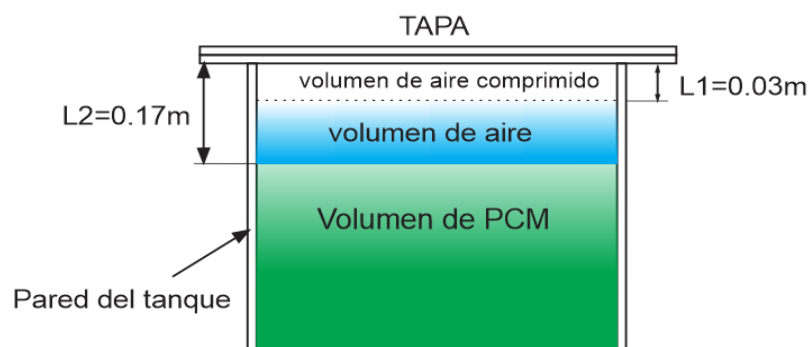 TAPA
volumen de aire comprimido
L1=0.03m
L2=0.17m
volumen de aire
Volumen de PCM
Pared del tanque